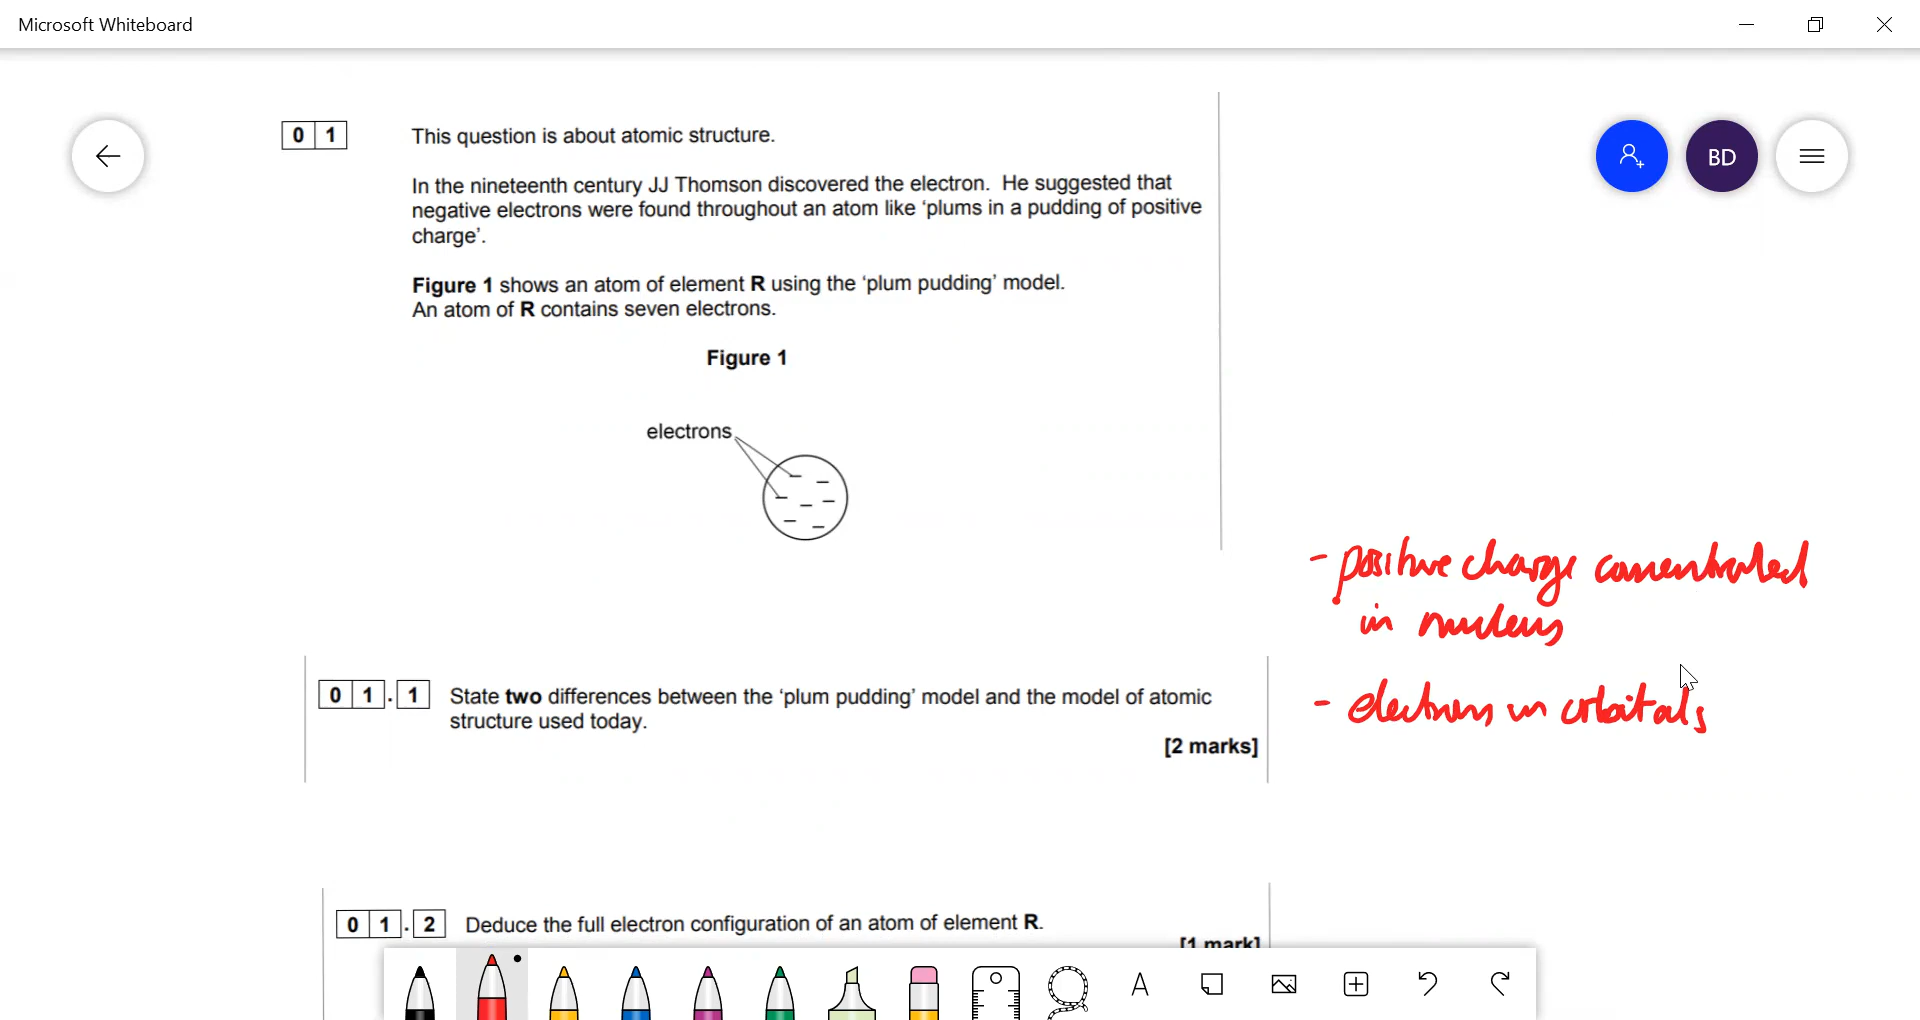 Microsoft Whiteboard
BD
0 1 This question is about atomic structure.
In the nineteenth century JJ Thomson discovered the electron. He suggested that
negative electrons were found throughout an atom like ‘plums in a pudding of positive
charge’.
Figure 1 shows an atom of element R using the ‘plum pudding’ model.
An atom of R contains seven electrons.
Figure 1
electrons
- positive charge concentrated
in nucleus
0 1 . 1 State two differences between the ‘plum pudding’ model and the model of atomic
structure used today.
[2 marks]
- electrons in orbitals
0 1 . 2 Deduce the full electron configuration of an atom of element R.
[1 mark]
A